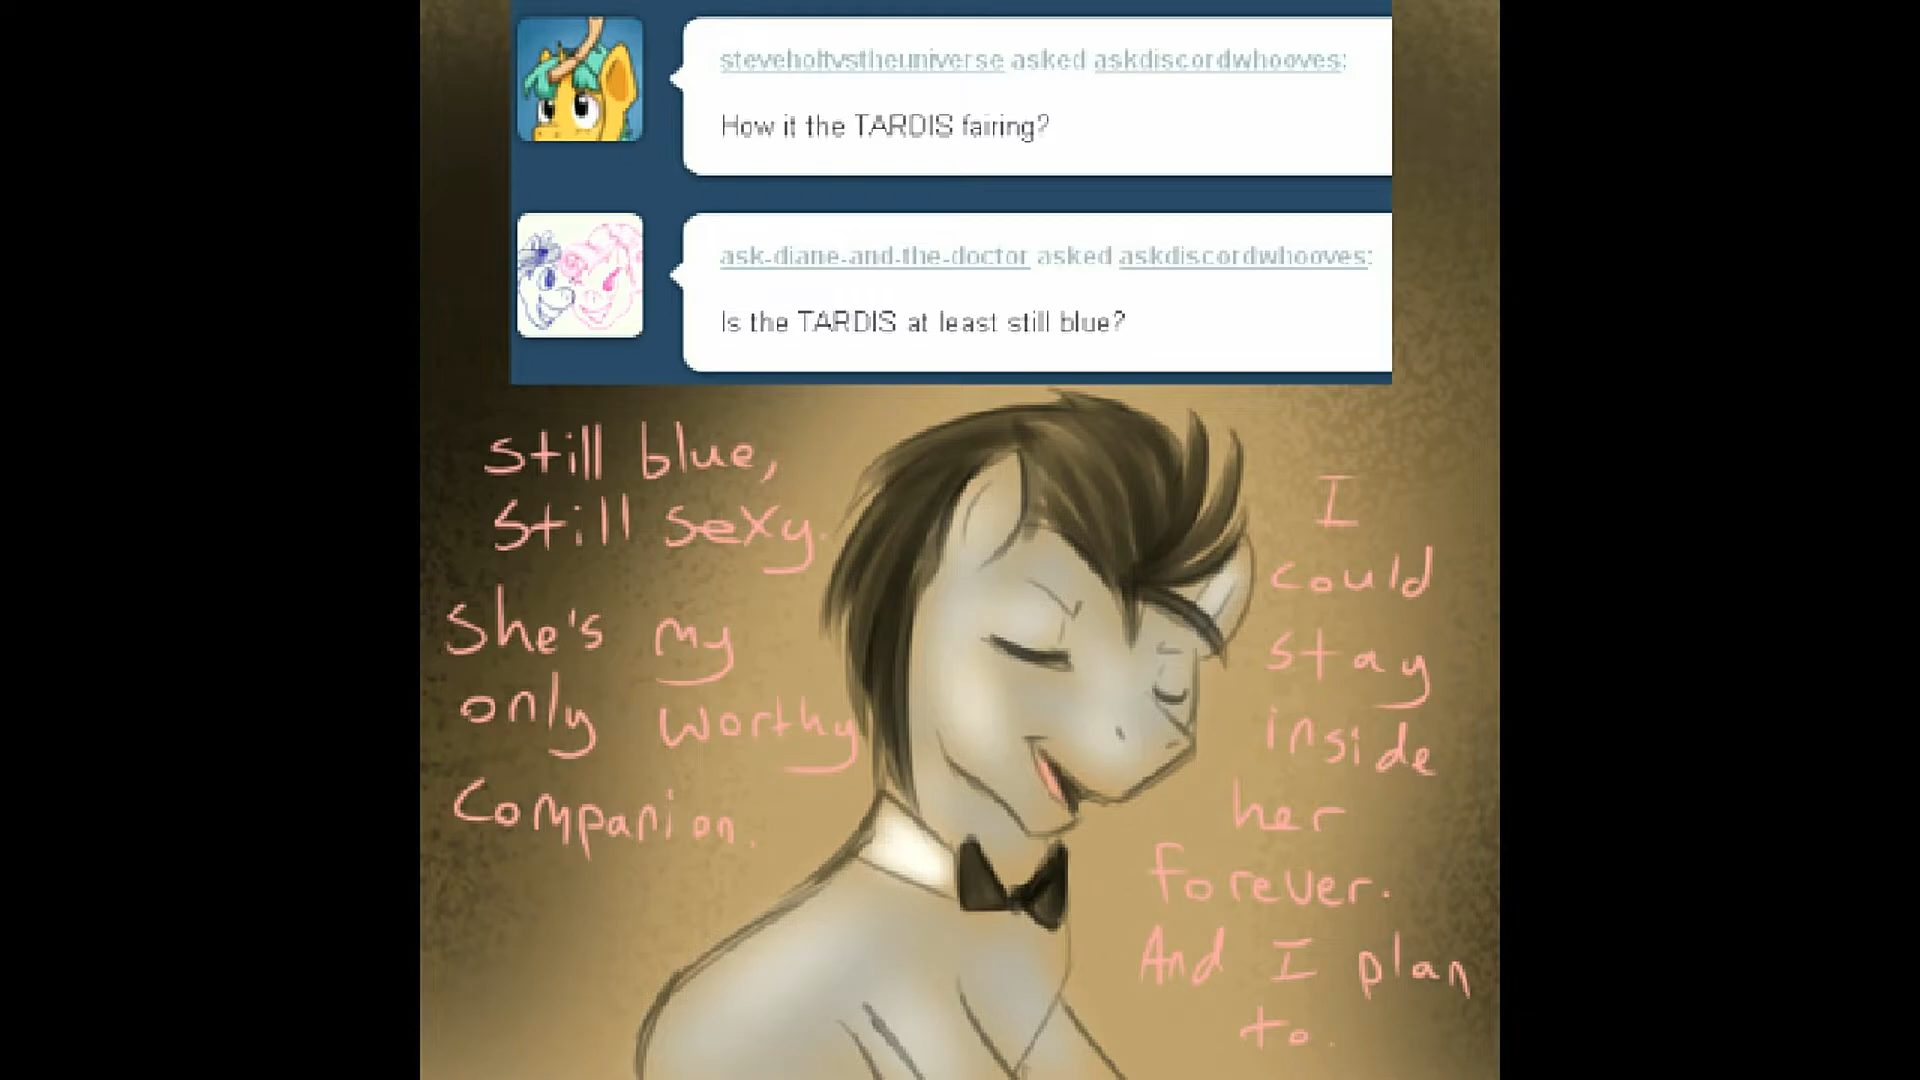 steveholtvstheuniverse asked askdiscordwhooves:
How it the TARDIS fairing?
ask-diane-and-the-doctor asked askdiscordwhooves:
Is the TARDIS at least still blue?
still blue,
still sexy.
She's my
only worthy
companion.
I
could
stay
inside
her
forever.
And I plan
to.